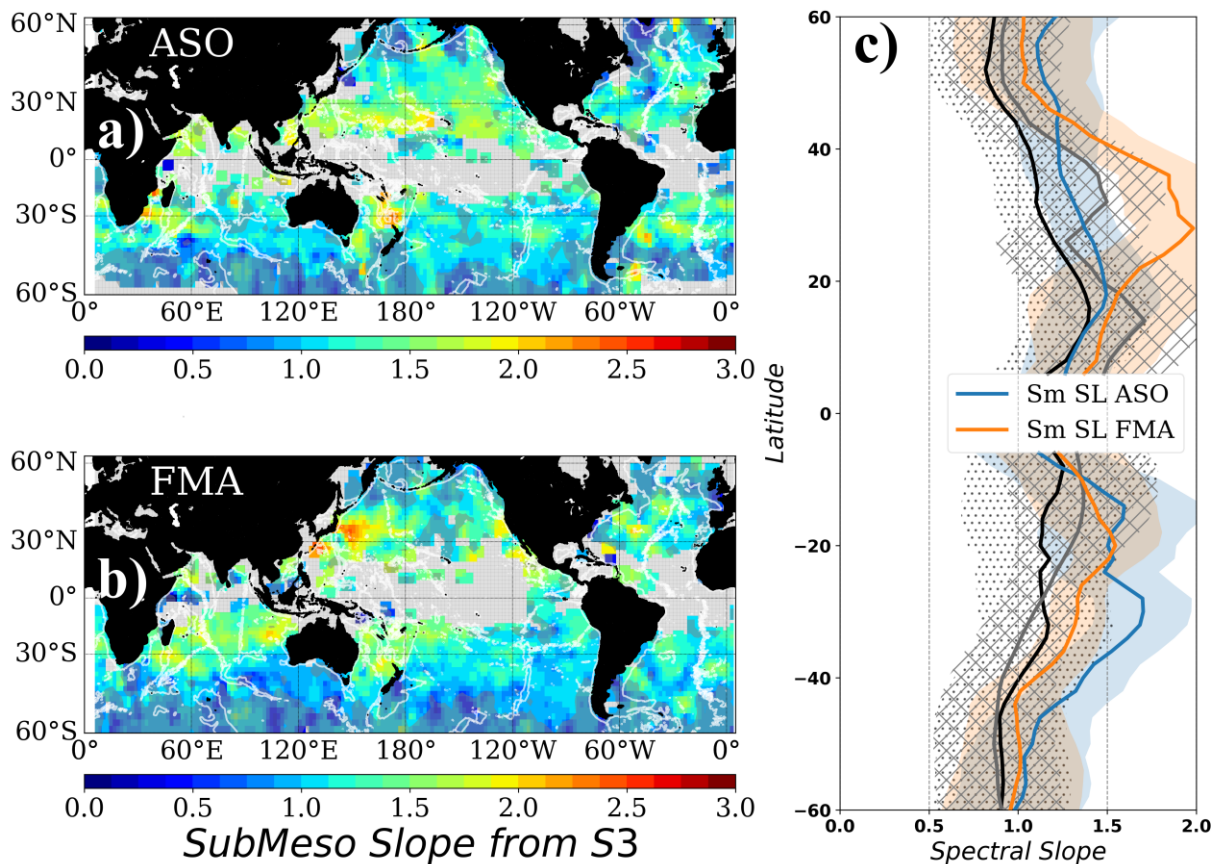 ASO
a)
60°N
30°N
0°
30°S
60°S
0° 60°E 120°E 180° 120°W 60°W 0°
0.0 0.5 1.0 1.5 2.0 2.5 3.0
FMA
b)
60°N
30°N
0°
30°S
60°S
0° 60°E 120°E 180° 120°W 60°W 0°
0.0 0.5 1.0 1.5 2.0 2.5 3.0
SubMeso Slope from S3
c)
60
40
20
0
−20
−40
−60
Latitude
Sm SL ASO
Sm SL FMA
0.0 0.5 1.0 1.5 2.0
Spectral Slope